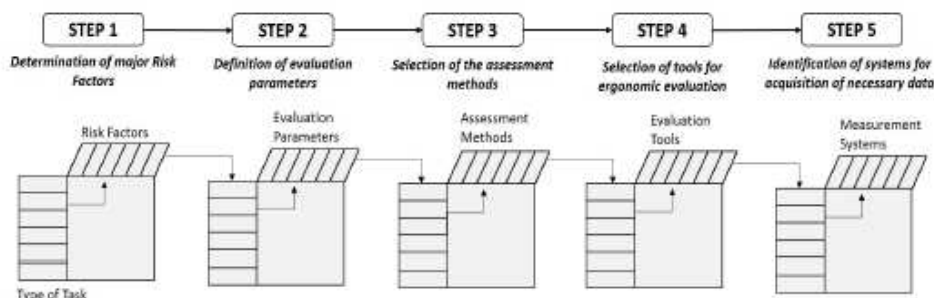 STEP 1
STEP 2
STEP 3
STEP 4
STEP 5
Determination of major Risk
Factors
Definition of evaluation
parameters
Selection of the assessment
methods
Selection of tools for
ergonomic evaluation
Identification of systems for
acquisition of necessary data
Risk Factors
Evaluation
Parameters
Assessment
Methods
Evaluation
Tools
Measurement
Systems
Type of Task